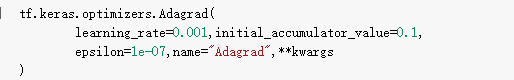 tf.keras.optimizers.Adagrad(
learning_rate=0.001,initial_accumulator_value=0.1,
epsilon=1e-07,name="Adagrad",**kwargs
)